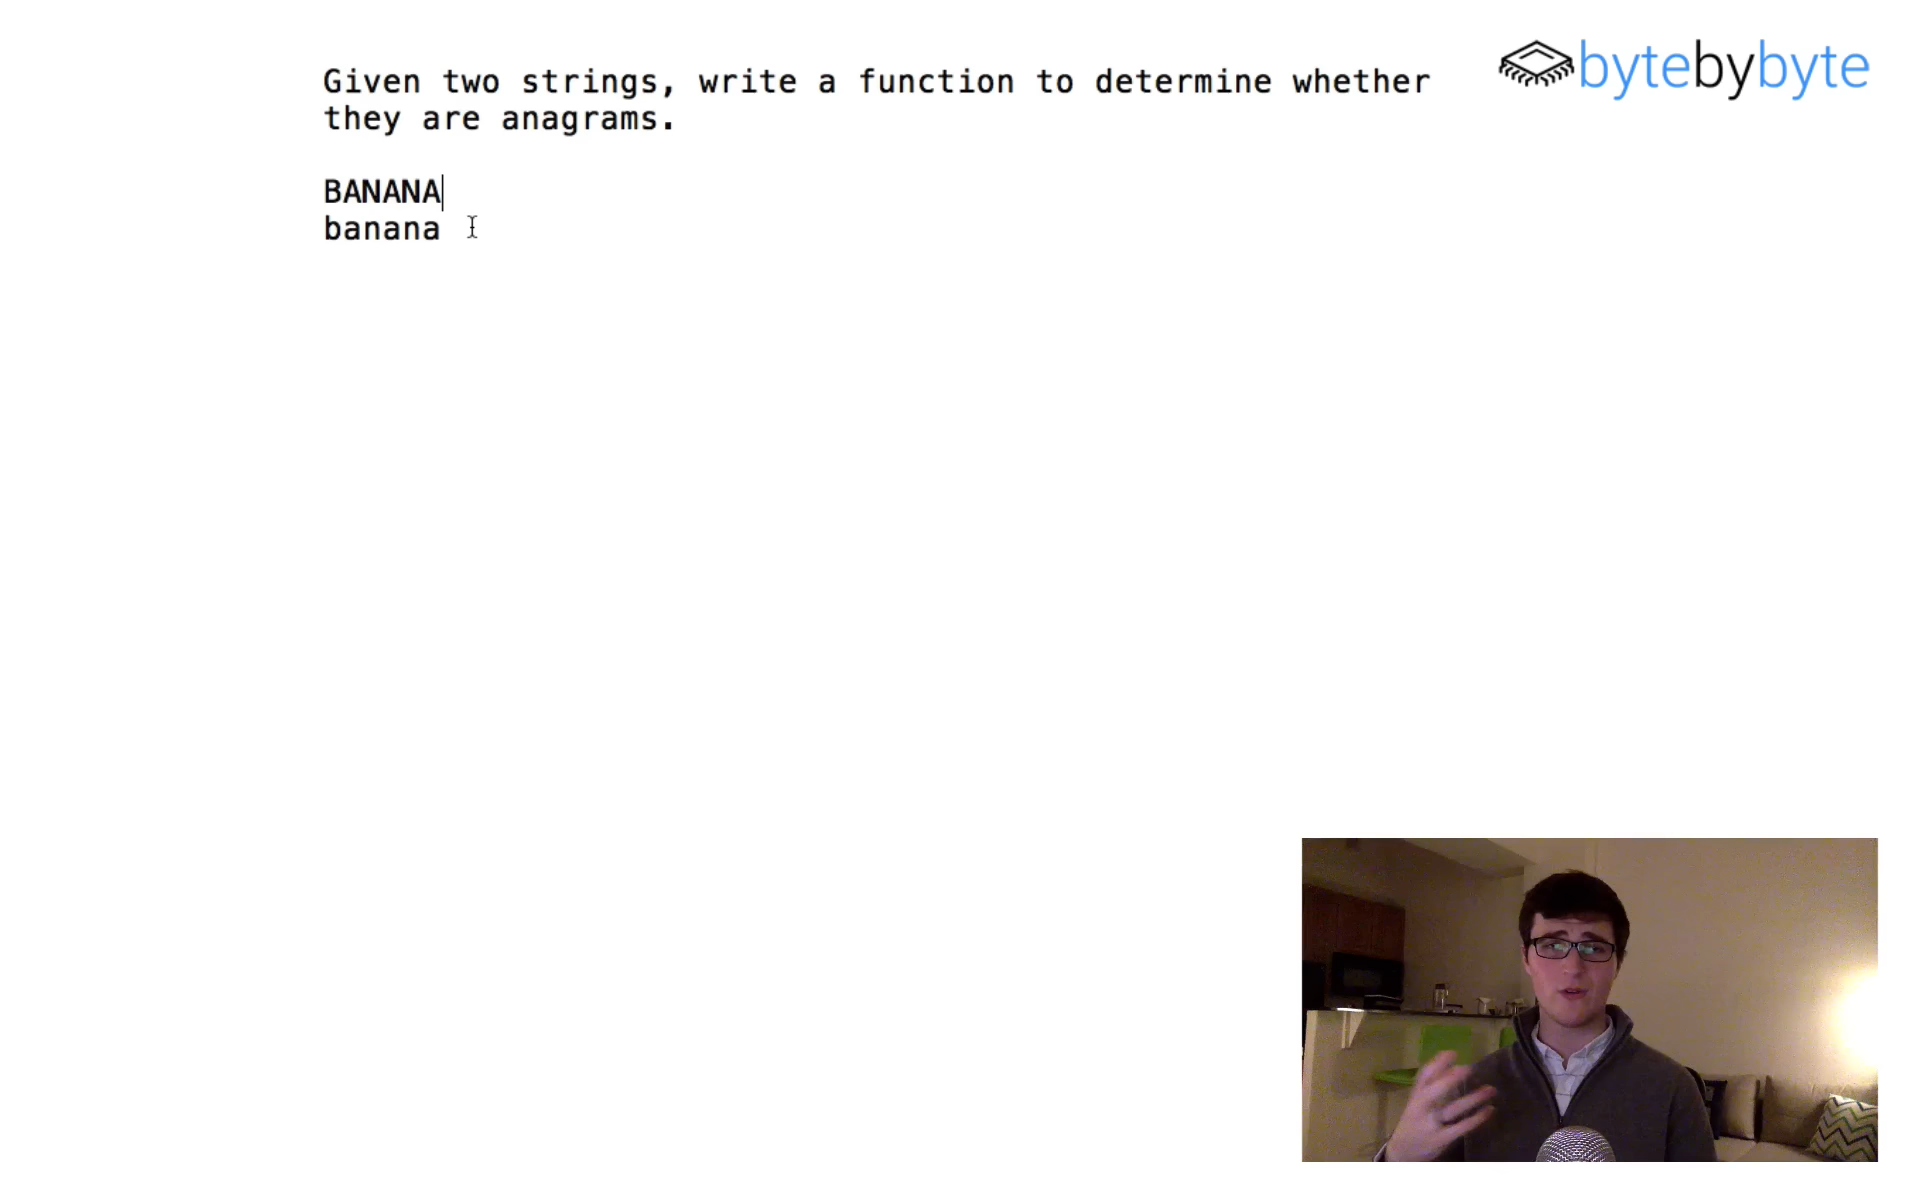 Given two strings, write a function to determine whether
they are anagrams.
BANANA
banana
bytebybyte